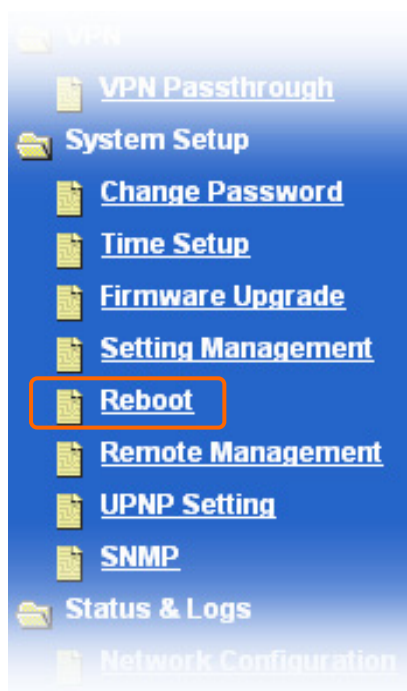 VPN
VPN Passthrough
System Setup
Change Password
Time Setup
Firmware Upgrade
Setting Management
Reboot
Remote Management
UPNP Setting
SNMP
Status & Logs
Network Configuration